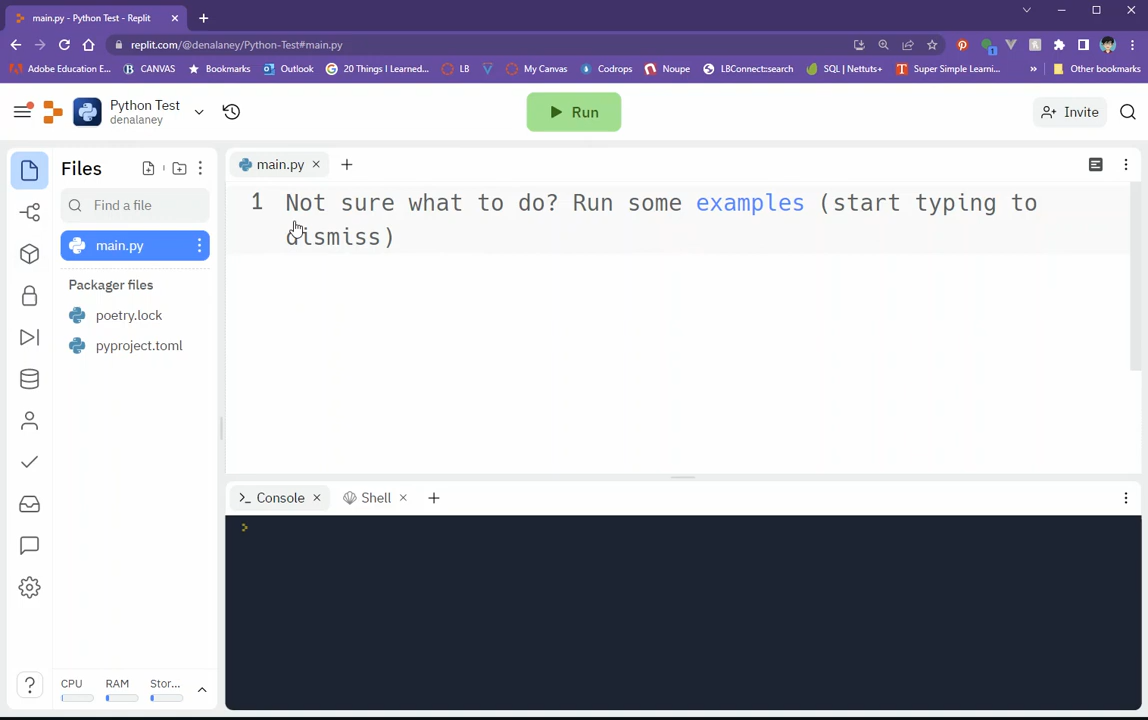 main.py - Python Test - Replit
replit.com/@denalaney/Python-Test#main.py
Adobe Education E... CANVAS Bookmarks Outlook 20 Things I Learned... LB My Canvas Codrops Noupe LBConnect::search SQL | Nettuts+ Super Simple Learni... » Other bookmarks
Python Test
denalaney
Run
Invite
Files
main.py
Find a file
1 Not sure what to do? Run some examples (start typing to
dismiss)
main.py
Packager files
poetry.lock
pyproject.toml
>_ Console
Shell
>
CPU RAM Stor...
?